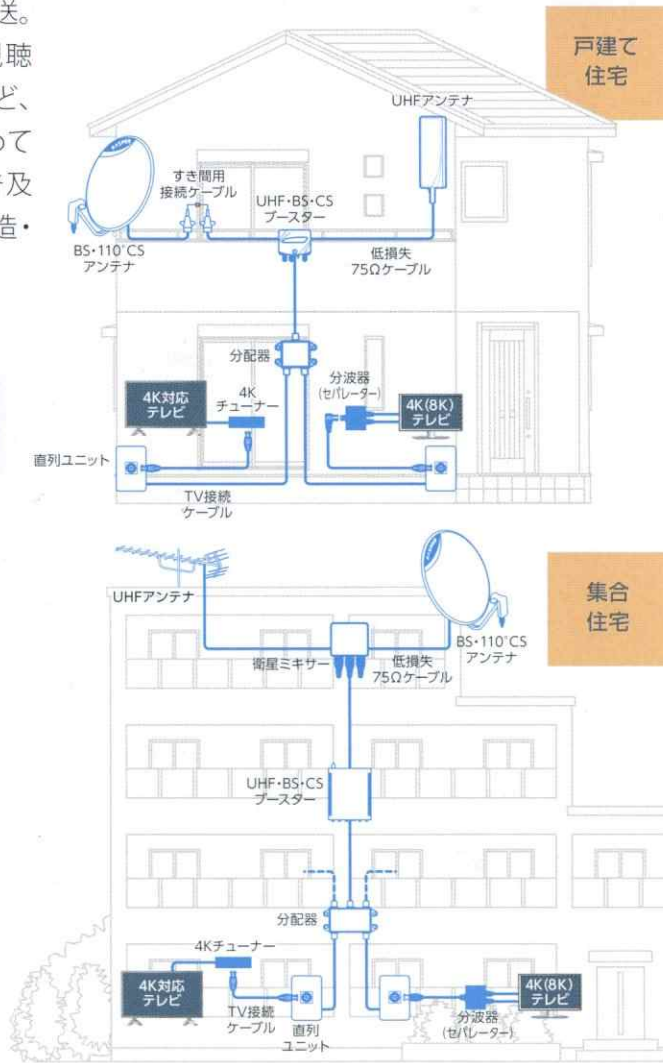 送。
聴
ど、
って
及
造・
戸建て
住宅
UHFアンテナ
すき間用
接続ケーブル
UHF・BS・CS
ブースター
BS・110°CS
アンテナ
低損失
75Ωケーブル
分配器
4K対応
テレビ
4K
チューナー
分波器
(セパレーター)
4K(8K)
テレビ
直列ユニット
TV接続
ケーブル
集合
住宅
UHFアンテナ
BS・110°CS
アンテナ
衛星ミキサー
低損失
75Ωケーブル
UHF・BS・CS
ブースター
分配器
4Kチューナー
4K対応
テレビ
TV接続
ケーブル
直列
ユニット
4K(8K)
テレビ
分波器
(セパレーター)